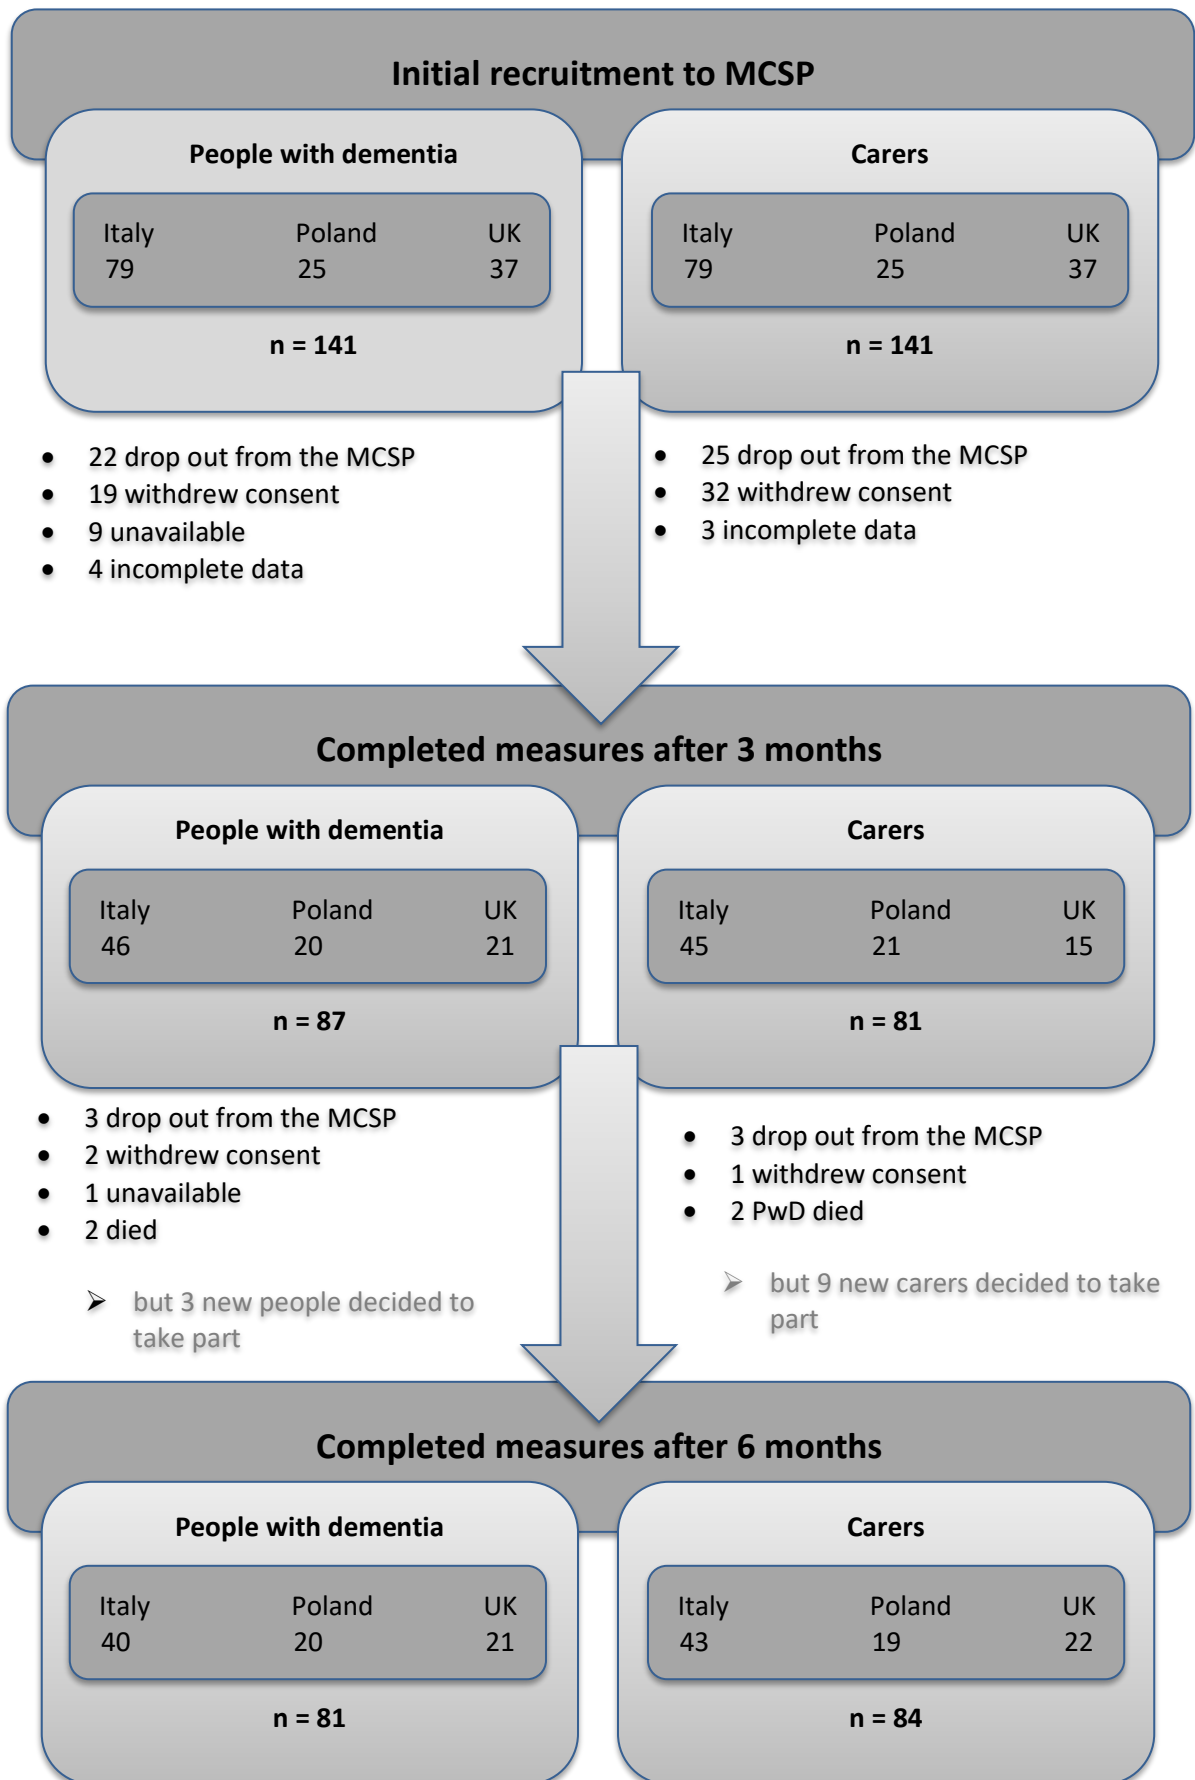 Initial recruitment to MCSP
People with dementia
Italy Poland UK
79 25 37
n = 141
Carers
Italy Poland UK
79 25 37
n = 141
• 22 drop out from the MCSP
• 19 withdrew consent
• 9 unavailable
• 4 incomplete data
• 25 drop out from the MCSP
• 32 withdrew consent
• 3 incomplete data
Completed measures after 3 months
People with dementia
Italy Poland UK
46 20 21
n = 87
Carers
Italy Poland UK
45 21 15
n = 81
• 3 drop out from the MCSP
• 2 withdrew consent
• 1 unavailable
• 2 died
➢ but 3 new people decided to
take part
• 3 drop out from the MCSP
• 1 withdrew consent
• 2 PwD died
➢ but 9 new carers decided to take
part
Completed measures after 6 months
People with dementia
Italy Poland UK
40 20 21
n = 81
Carers
Italy Poland UK
43 19 22
n = 84